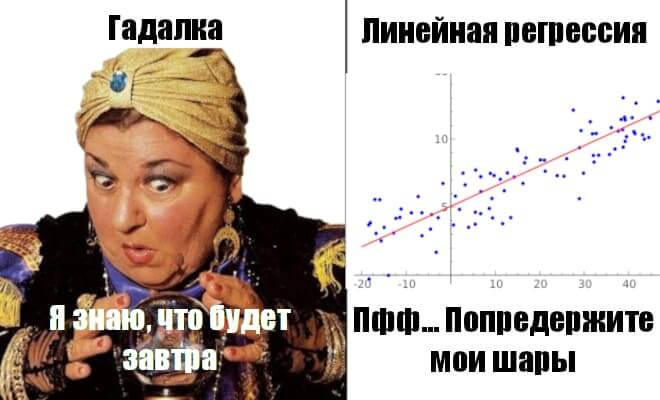 Гадалка
Я знаю, что будет
завтра
Линейная регрессия
10
5
-20 -10 10 20 30 40
Пфф... Попредержите
мои шары